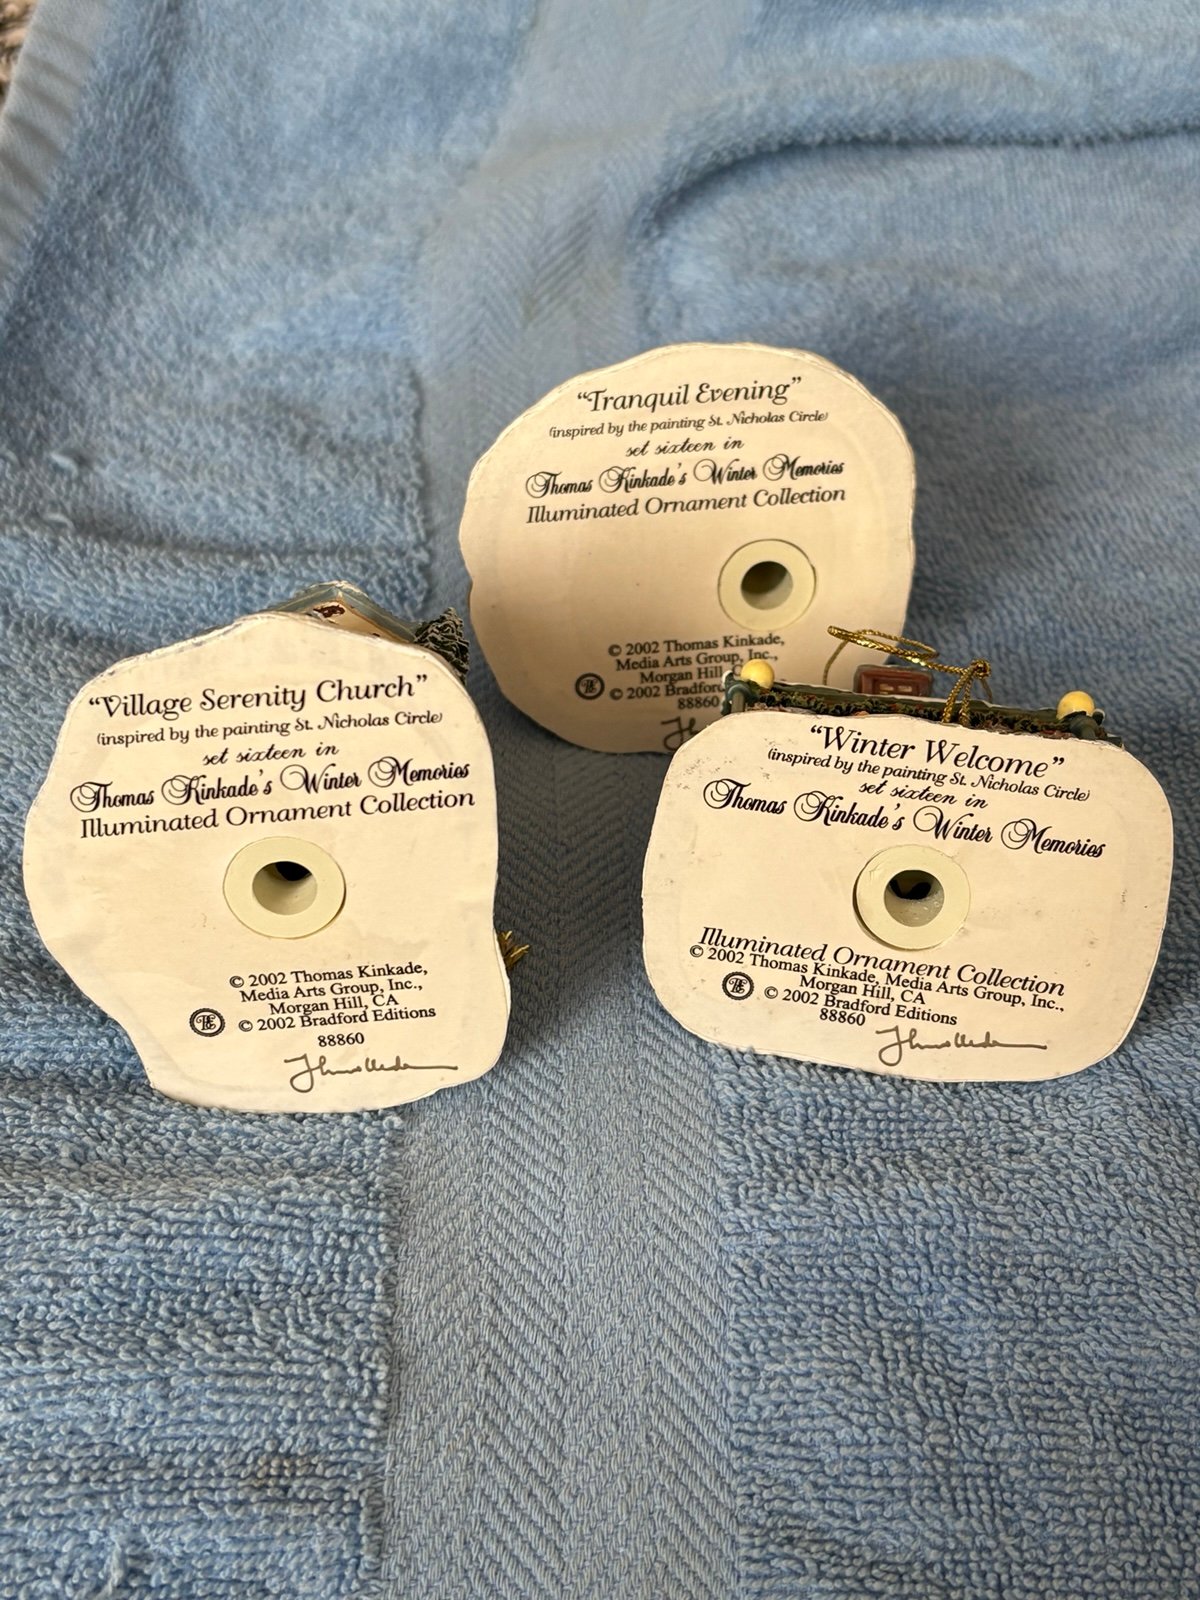 "Tranquil Evening"
(inspired by the painting St. Nicholas Circle)
set sixteen in
Thomas Kinkade's Winter Memories
Illuminated Ornament Collection
© 2002 Thomas Kinkade,
Media Arts Group, Inc.,
Morgan Hill,
© 2002 Bradford
88860
"Village Serenity Church"
(inspired by the painting St. Nicholas Circle)
set sixteen in
Thomas Kinkade's Winter Memories
Illuminated Ornament Collection
© 2002 Thomas Kinkade,
Media Arts Group, Inc.,
Morgan Hill, CA
© 2002 Bradford Editions
88860
"Winter Welcome"
(inspired by the painting St. Nicholas Circle)
set sixteen in
Thomas Kinkade's Winter Memories
Illuminated Ornament Collection
© 2002 Thomas Kinkade, Media Arts Group, Inc.,
Morgan Hill, CA
© 2002 Bradford Editions
88860